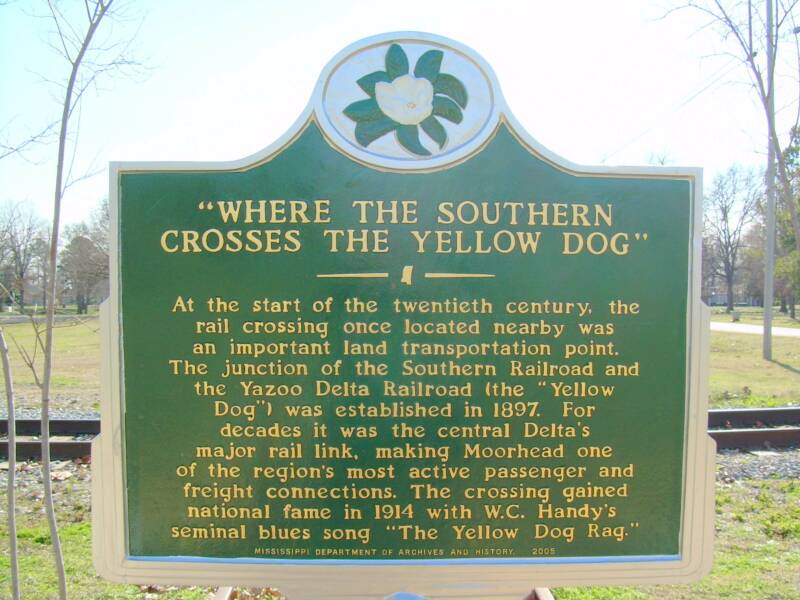 "WHERE THE SOUTHERN
CROSSES THE YELLOW DOG"
At the start of the twentieth century, the
rail crossing once located nearby was
an important land transportation point.
The junction of the Southern Railroad and
the Yazoo Delta Railroad (the "Yellow
Dog") was established in 1897. For
decades it was the central Delta's
major rail link, making Moorhead one
of the region's most active passenger and
freight connections. The crossing gained
national fame in 1914 with W.C. Handy's
seminal blues song "The Yellow Dog Rag."
MISSISSIPPI DEPARTMENT OF ARCHIVES AND HISTORY. 2005